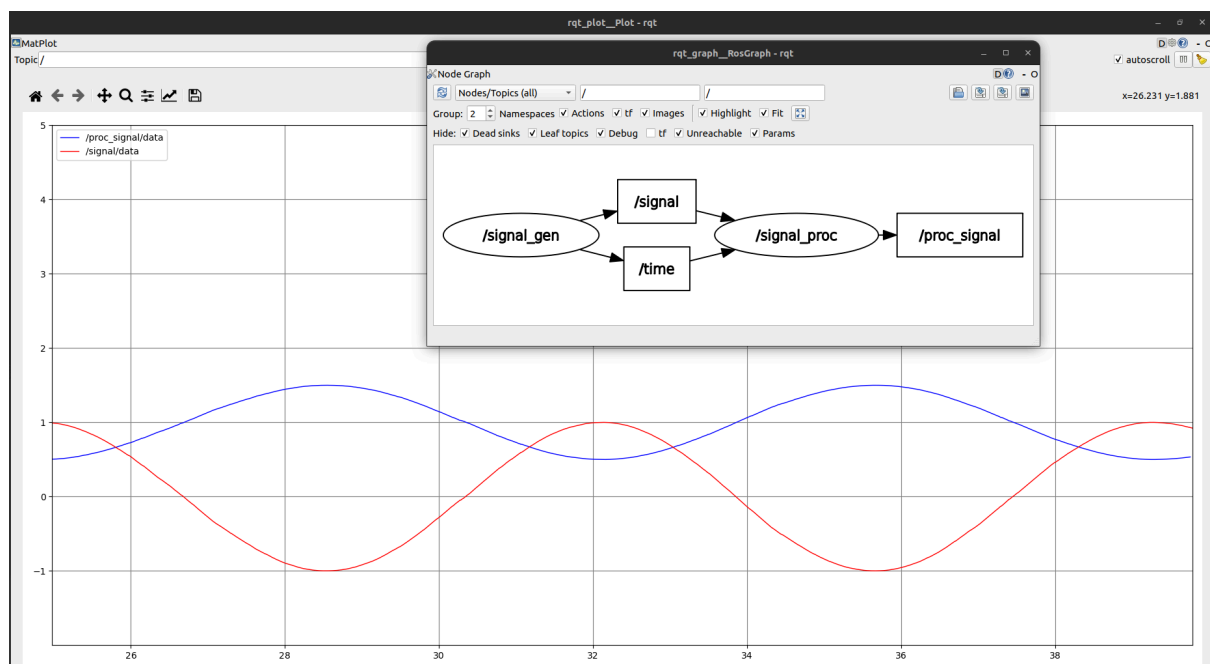 rqt_plot__Plot - rqt
MatPlot
D - O
Topic /
autoscroll
x=26.231 y=1.881
rqt_graph__RosGraph - rqt
Node Graph
D - O
Nodes/Topics (all) / /
Group: 2 Namespaces Actions tf Images Highlight Fit
Hide: Dead sinks Leaf topics Debug tf Unreachable Params
/signal_gen
/signal
/time
/signal_proc
/proc_signal
/proc_signal/data
/signal/data
5
4
3
2
1
0
−1
26 28 30 32 34 36 38